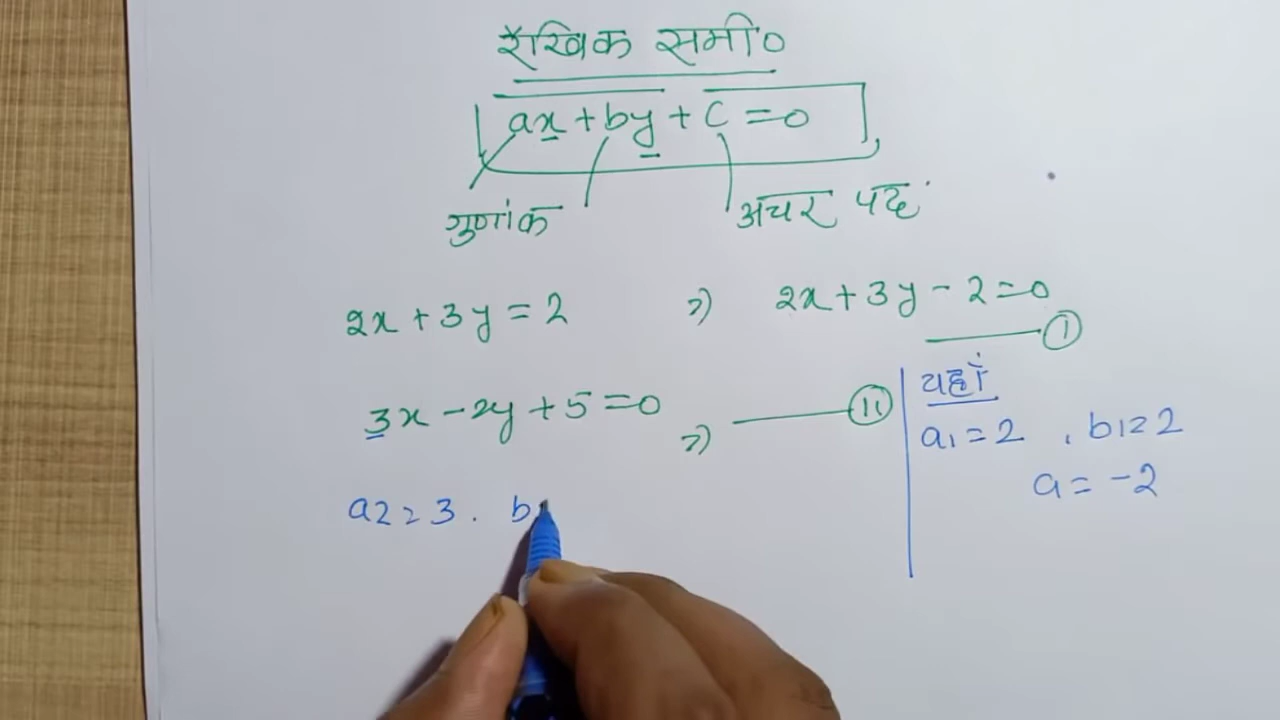 रैखिक समी०
ax + by + c = 0
गुणांक अचर पद
2x + 3y = 2 ⇒ 2x + 3y - 2 = 0
(I)
3x - 2y + 5 = 0 ⇒ (II)
यहाँ
a1 = 2 , b1 = 2
a = -2
a2 = 3 . b